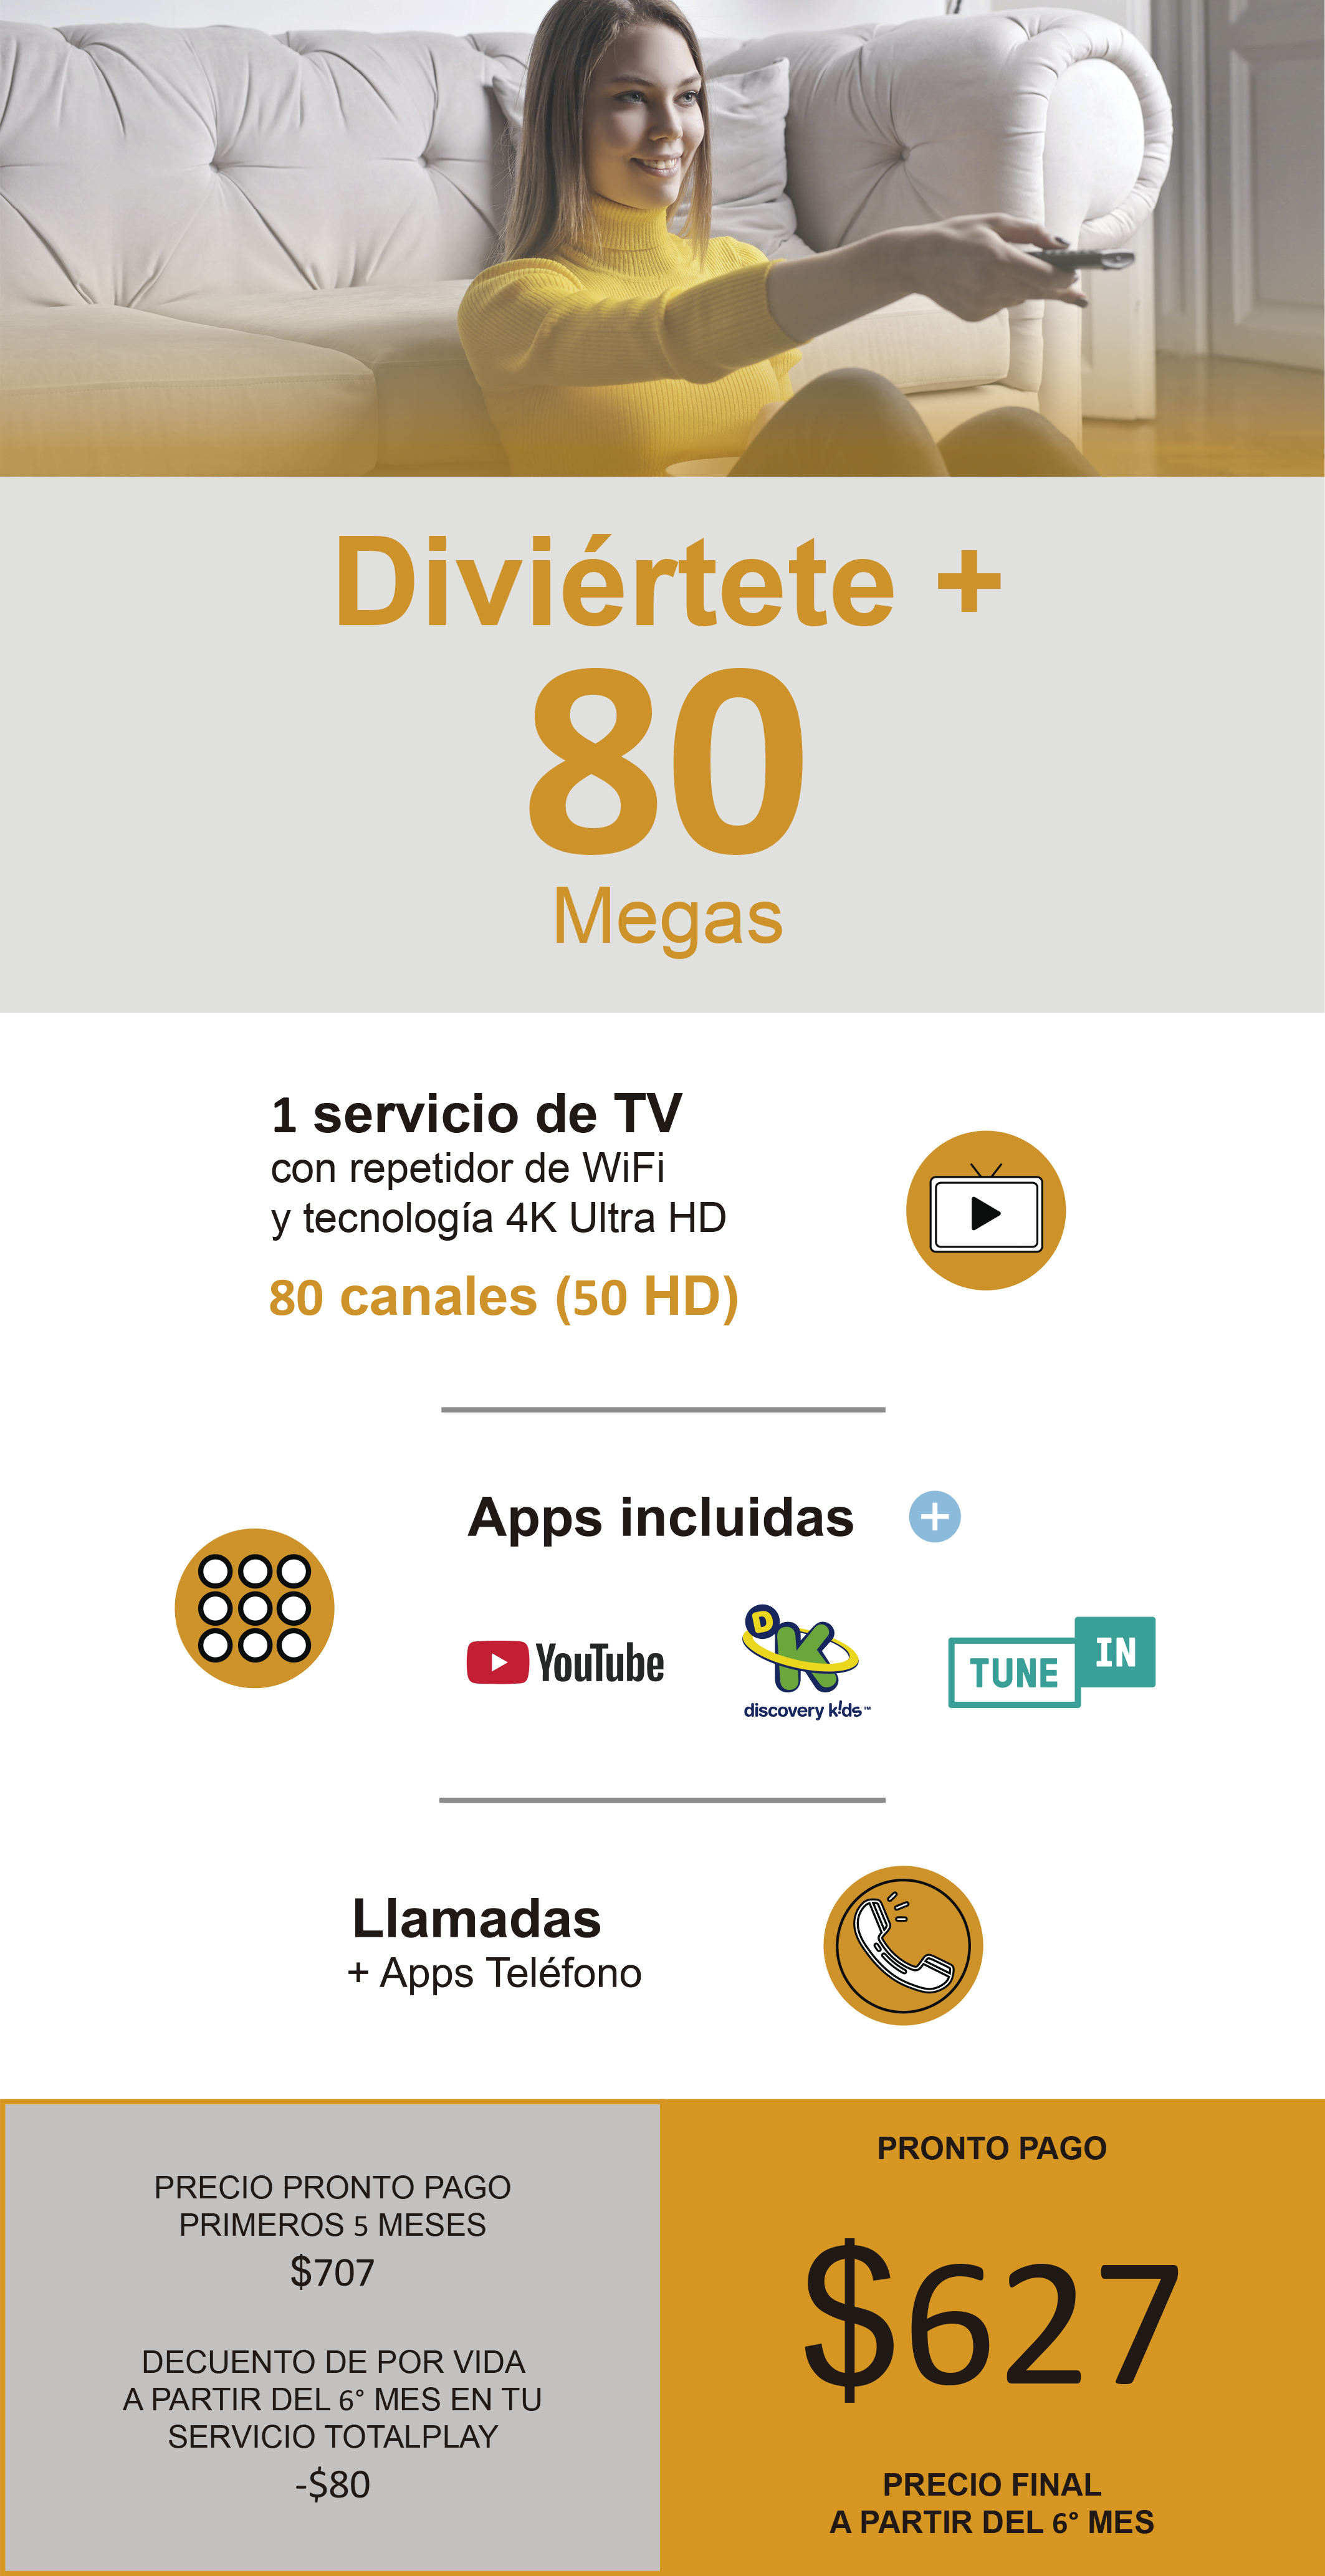 Diviértete +
80
Megas
1 servicio de TV
con repetidor de WiFi
y tecnología 4K Ultra HD
80 canales (50 HD)
Apps incluidas +
YouTube
D
K
discovery k!ds™
TUNE IN
Llamadas
+ Apps Teléfono
PRECIO PRONTO PAGO
PRIMEROS 5 MESES
$707
DECUENTO DE POR VIDA
A PARTIR DEL 6° MES EN TU
SERVICIO TOTALPLAY
-$80
PRONTO PAGO
$627
PRECIO FINAL
A PARTIR DEL 6° MES